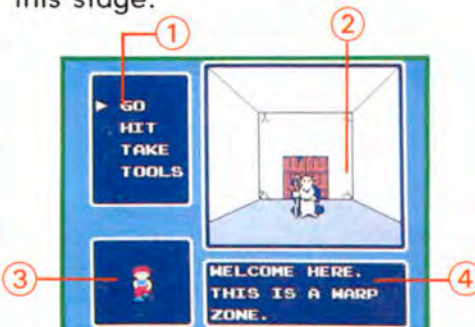 this stage.
1
2
GO
HIT
TAKE
TOOLS
3
WELCOME HERE.
THIS IS A WARP
ZONE.
4